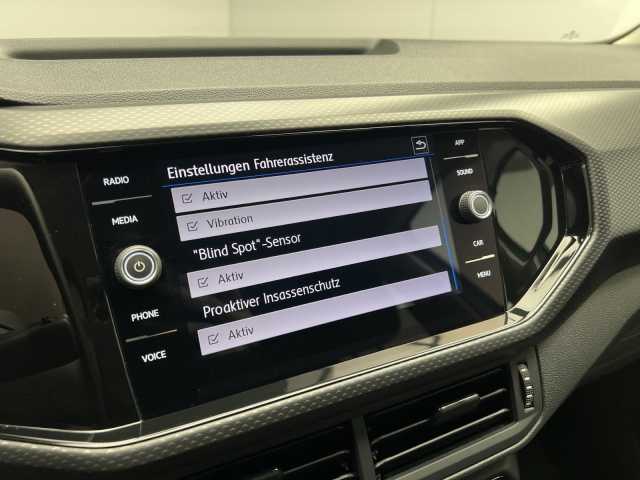 RADIO
MEDIA
PHONE
VOICE
Einstellungen Fahrerassistenz
Aktiv
Vibration
"Blind Spot"-Sensor
Aktiv
Proaktiver Insassenschutz
Aktiv
APP
SOUND
CAR
MENU